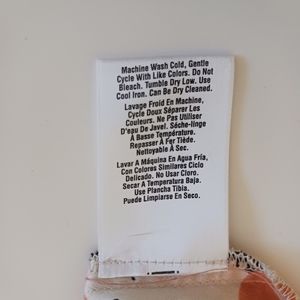 Machine Wash Cold, Gentle
Cycle With Like Colors. Do Not
Bleach. Tumble Dry Low. Use
Cool Iron. Can Be Dry Cleaned.
Lavage Froid En Machine,
Cycle Doux Séparer Les
Couleurs. Ne Pas Utiliser
D'eau De Javel. Sèche-linge
À Basse Température.
Repasser À Fer Tiède.
Nettoyable À Sec.
Lavar A Máquina En Agua Fría,
Con Colores Similares Ciclo
Delicado. No Usar Cloro.
Secar A Temperatura Baja.
Use Plancha Tibia.
Puede Limpiarse En Seco.